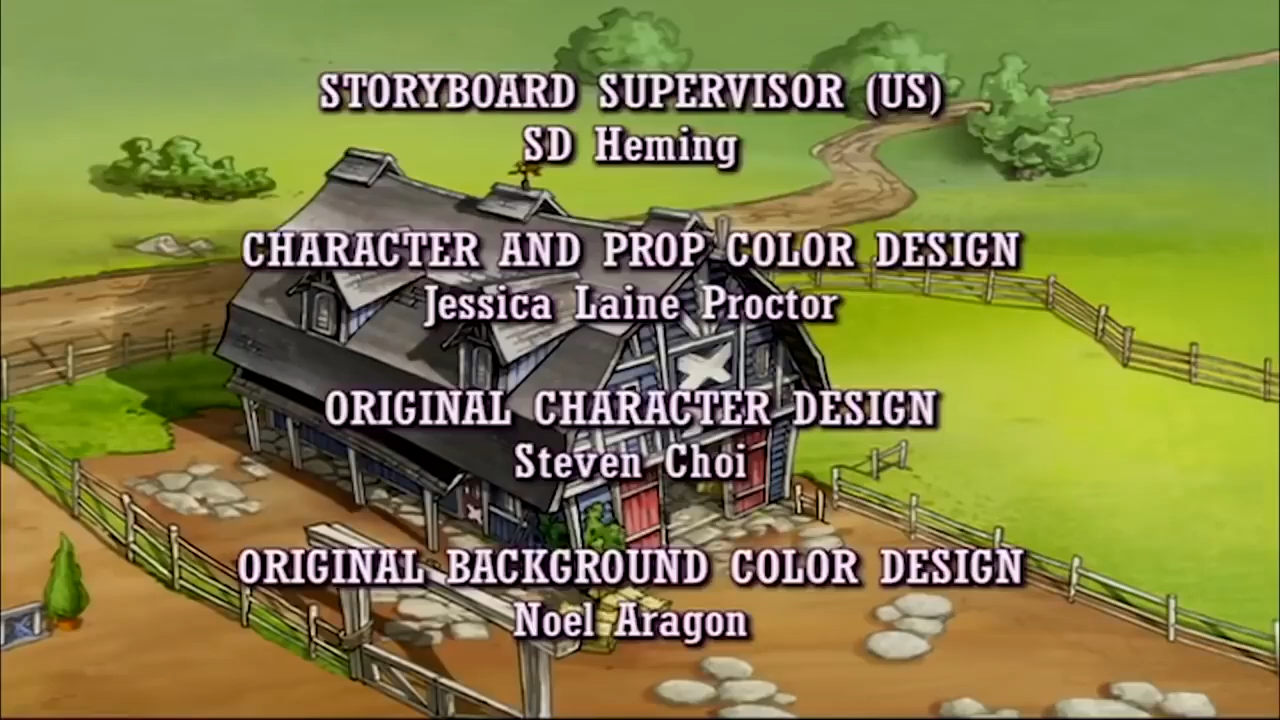 STORYBOARD SUPERVISOR (US)
SD Heming
CHARACTER AND PROP COLOR DESIGN
Jessica Laine Proctor
ORIGINAL CHARACTER DESIGN
Steven Choi
ORIGINAL BACKGROUND COLOR DESIGN
Noel Aragon